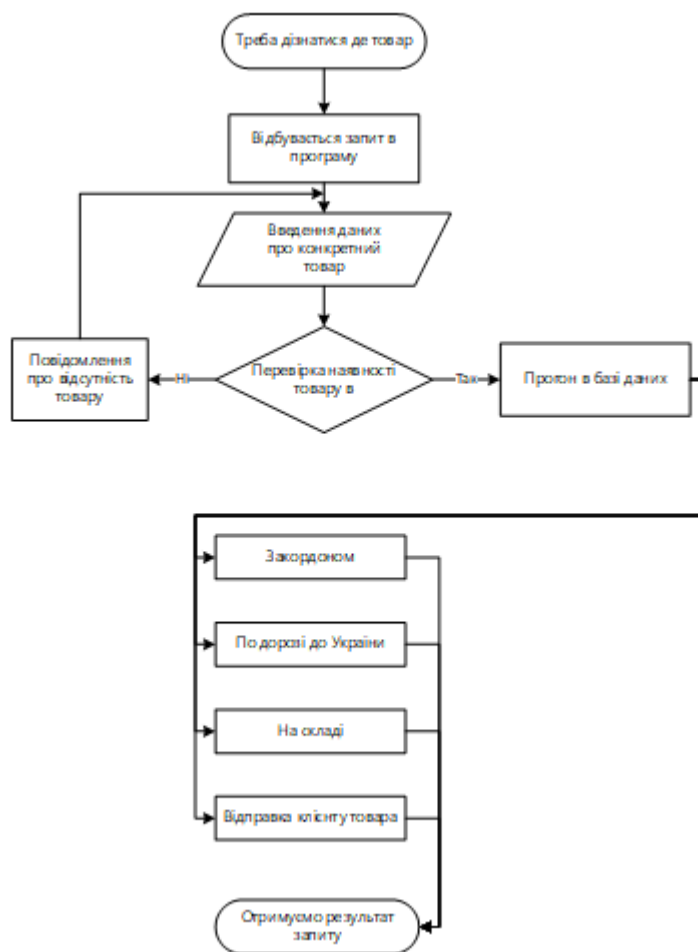 Треба дізнатися де товар
Відбувається запит в
програму
Введення даних
про конкретний
товар
Повідомлення
про відсутність
товару
Ні
Перевірка наявності
товару в
Так
Прогон в базі даних
Закордоном
По дорозі до України
На складі
Відправка клієнту товара
Отримуємо результат
запиту